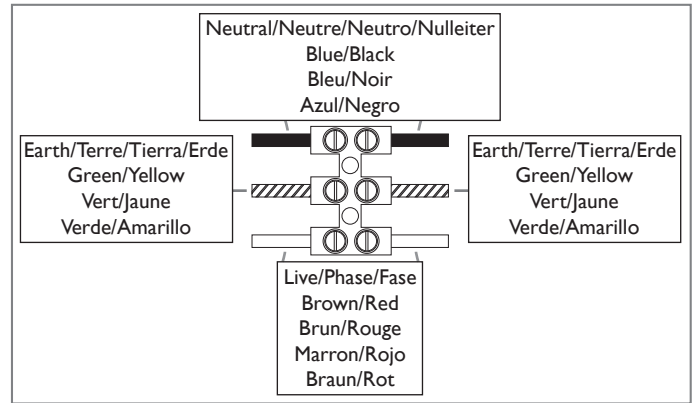 Neutral/Neutre/Neutro/Nulleiter
Blue/Black
Bleu/Noir
Azul/Negro
Earth/Terre/Tierra/Erde
Green/Yellow
Vert/Jaune
Verde/Amarillo
Earth/Terre/Tierra/Erde
Green/Yellow
Vert/Jaune
Verde/Amarillo
Live/Phase/Fase
Brown/Red
Brun/Rouge
Marron/Rojo
Braun/Rot